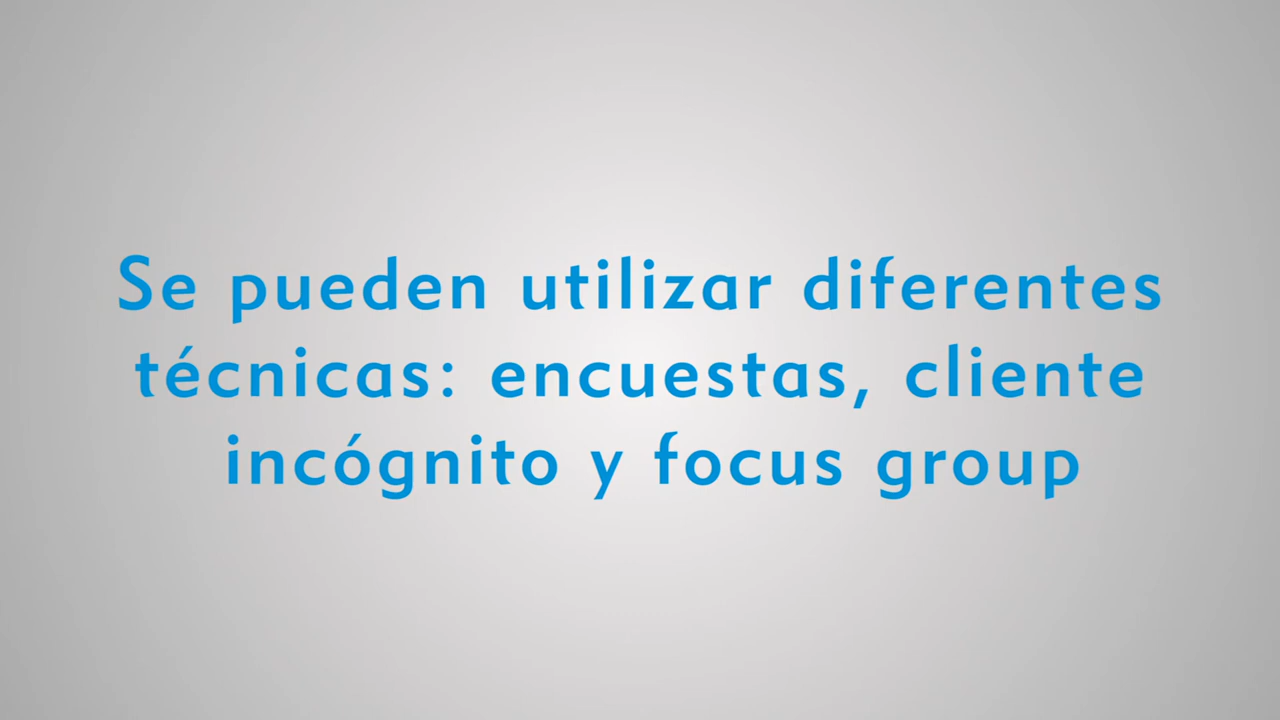 Se pueden utilizar diferentes
técnicas: encuestas, cliente
incógnito y focus group